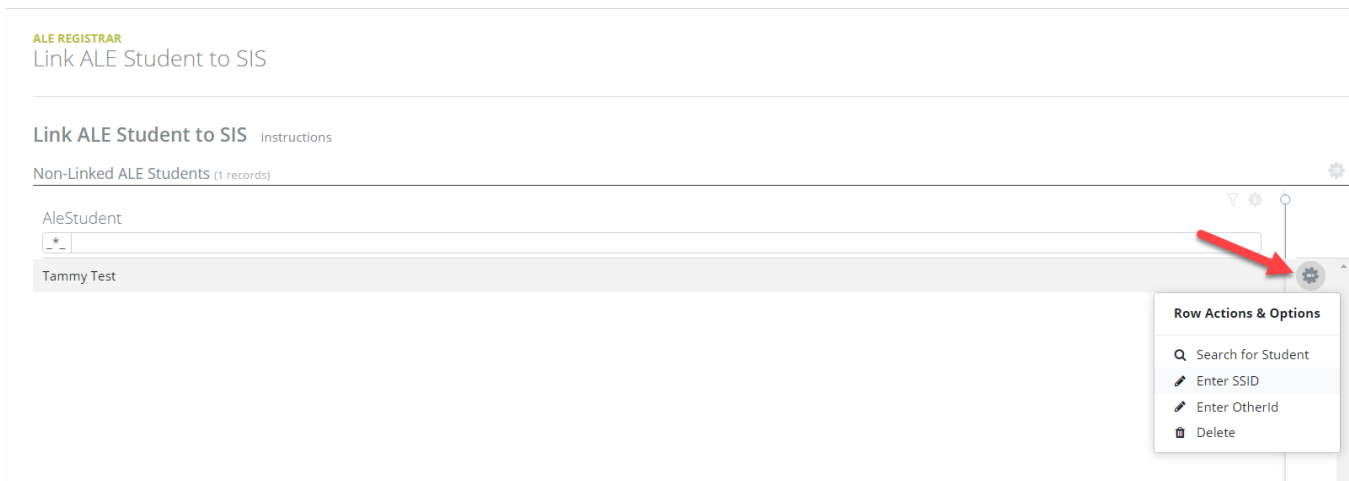 ALE REGISTRAR
Link ALE Student to SIS
Link ALE Student to SIS instructions
Non-Linked ALE Students (1 records)
AleStudent
_*_
Tammy Test
Row Actions & Options
Search for Student
Enter SSID
Enter OtherId
Delete